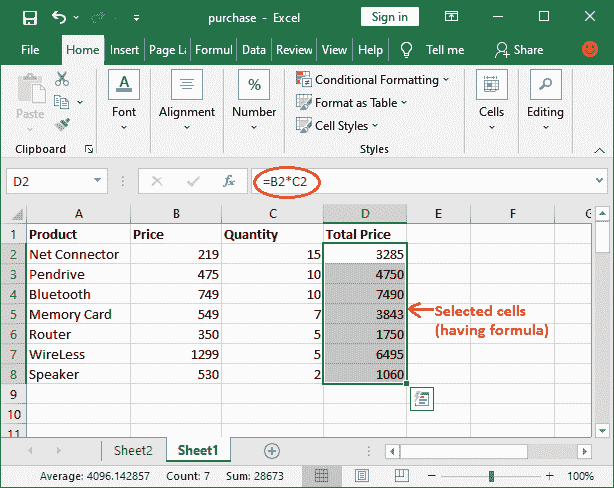 purchase - Excel
Sign in
File Home Insert Page La Formul Data Review View Help Tell me Share
Paste
Clipboard
Font
Alignment
Number
Conditional Formatting
Format as Table
Cell Styles
Styles
Cells
Editing
D2 fx =B2*C2
A B C D E F G
1 Product Price Quantity Total Price
2 Net Connector 219 15 3285
3 Pendrive 475 10 4750
4 Bluetooth 749 10 7490
5 Memory Card 549 7 3843
6 Router 350 5 1750
7 WireLess 1299 5 6495
8 Speaker 530 2 1060
9
10
11
Selected cells
(having formula)
Sheet2 Sheet1
Average: 4096.142857 Count: 7 Sum: 28673 100%